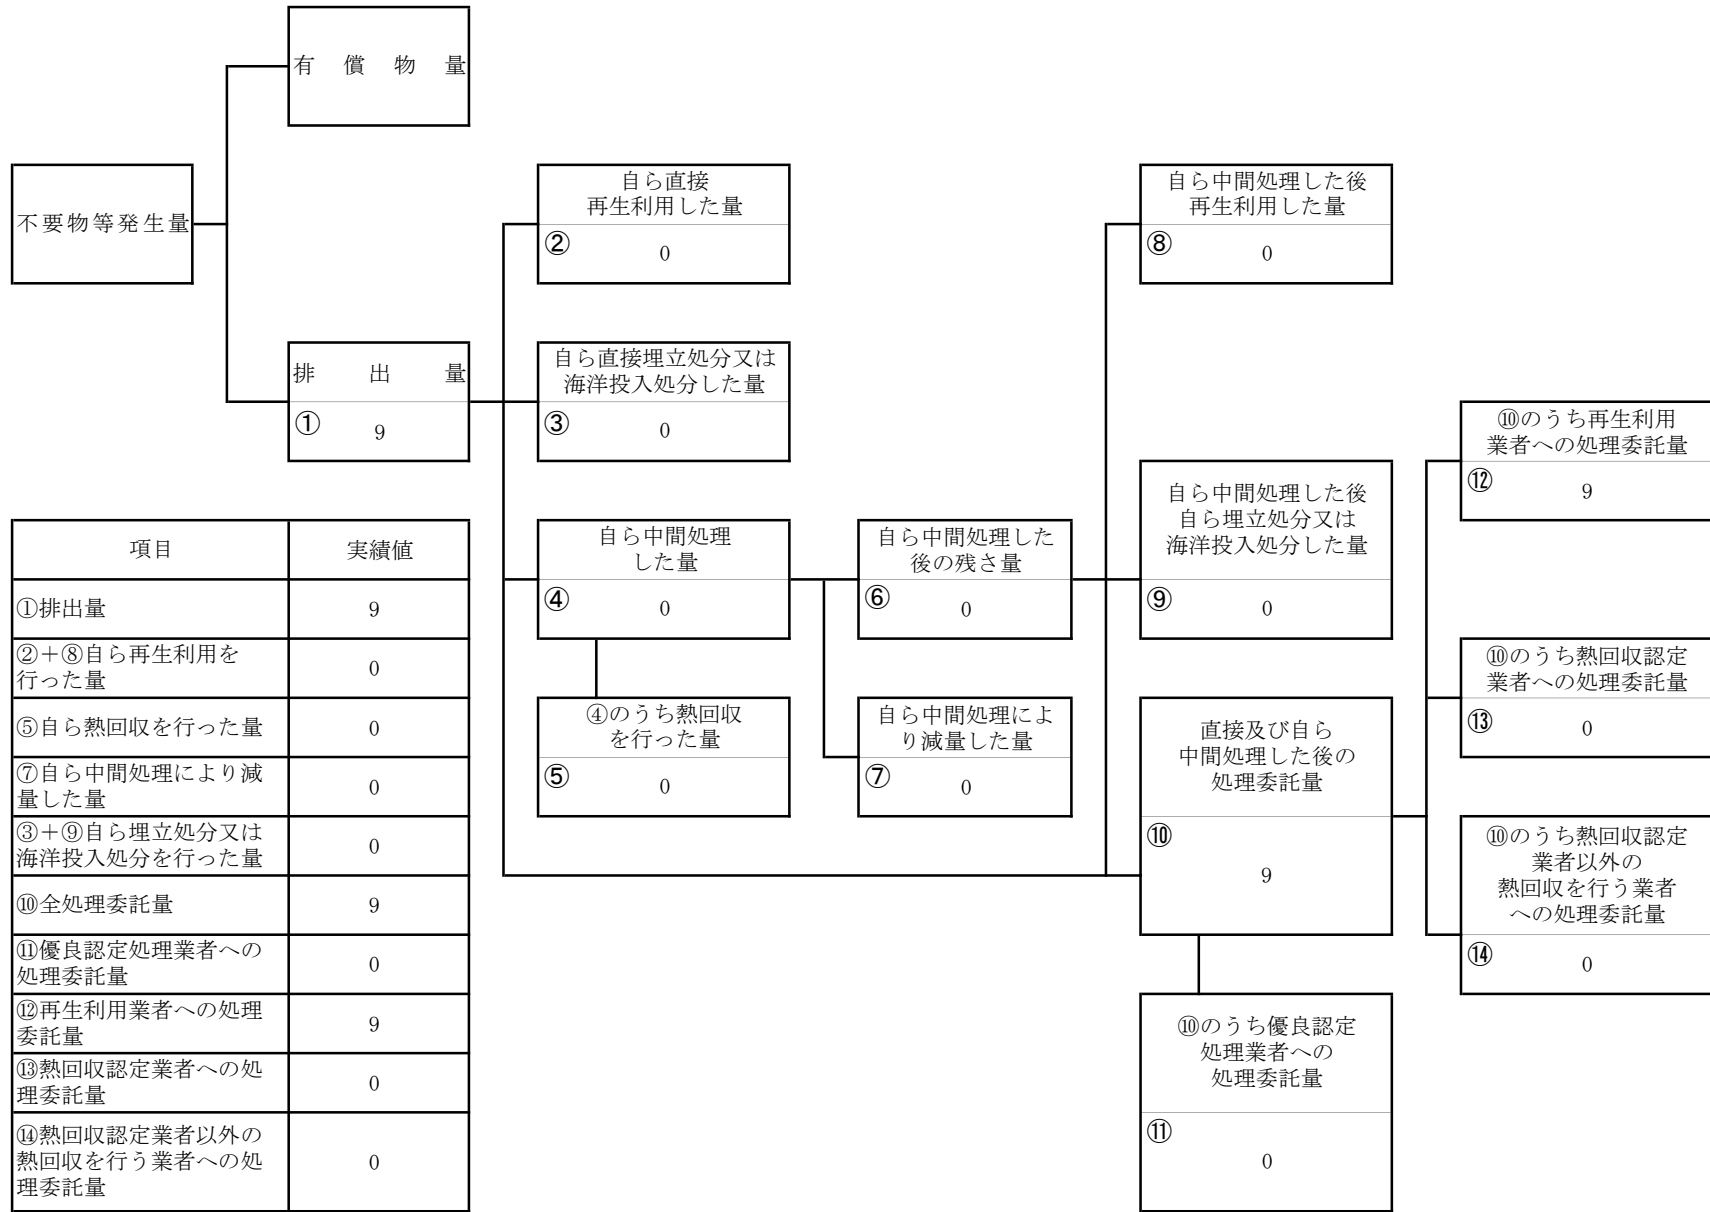 有償物量
不要物等発生量
自ら直接
再生利用した量
②
0
自ら中間処理した後
再生利用した量
⑧
0
排出量
①
9
自ら直接埋立処分又は
海洋投入処分した量
③
0
⑩のうち再生利用
業者への処理委託量
⑫
9
自ら中間処理
した量
④
0
自ら中間処理した
後の残さ量
⑥
0
自ら中間処理した後
自ら埋立処分又は
海洋投入処分した量
⑨
0
⑩のうち熱回収認定
業者への処理委託量
⑬
0
④のうち熱回収
を行った量
⑤
0
自ら中間処理によ
り減量した量
⑦
0
直接及び自ら
中間処理した後の
処理委託量
⑩
9
⑩のうち熱回収認定
業者以外の
熱回収を行う業者
への処理委託量
⑭
0
⑩のうち優良認定
処理業者への
処理委託量
⑪
0
項目 実績値
①排出量 9
②＋⑧自ら再生利用を
行った量
0
⑤自ら熱回収を行った量 0
⑦自ら中間処理により減
量した量
0
③＋⑨自ら埋立処分又は
海洋投入処分を行った量
0
⑩全処理委託量 9
⑪優良認定処理業者への
処理委託量
0
⑫再生利用業者への処理
委託量
9
⑬熱回収認定業者への処
理委託量
0
⑭熱回収認定業者以外の
熱回収を行う業者への処
理委託量
0